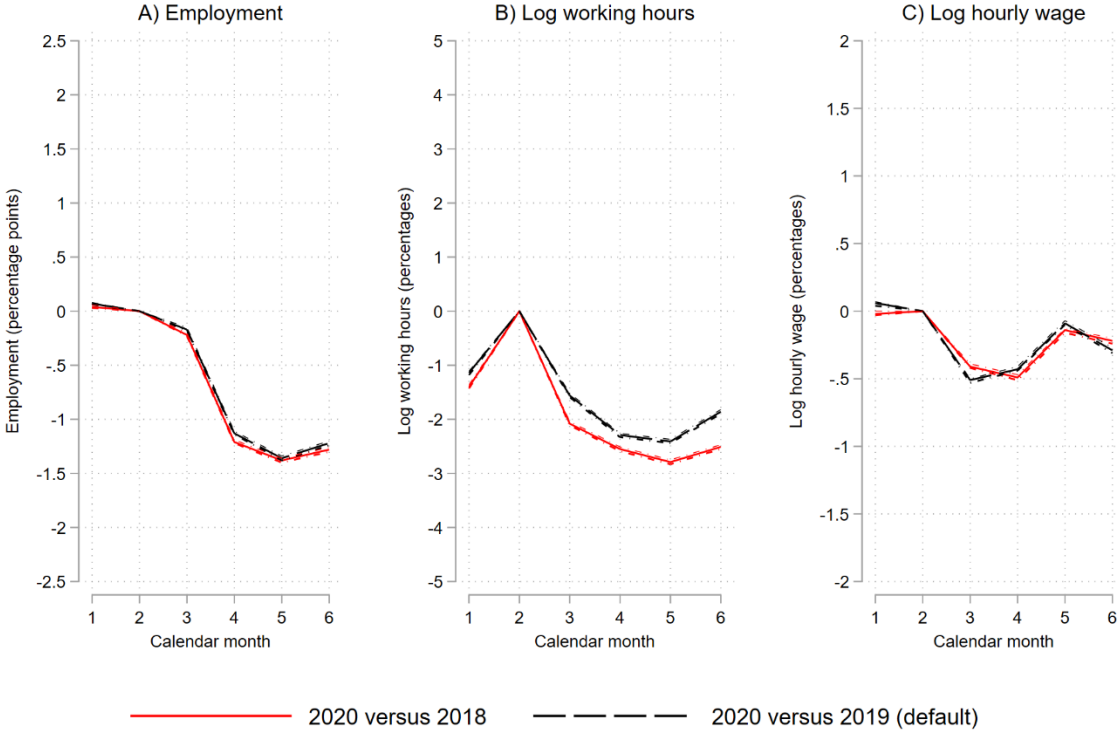 A) Employment
B) Log working hours
C) Log hourly wage
Employment (percentage points)
2.5
2
1.5
1
.5
0
-.5
-1
-1.5
-2
-2.5
1 2 3 4 5 6
Calendar month
Log working hours (percentages)
5
4
3
2
1
0
-1
-2
-3
-4
-5
1 2 3 4 5 6
Calendar month
Log hourly wage (percentages)
2
1.5
1
.5
0
-.5
-1
-1.5
-2
1 2 3 4 5 6
Calendar month
2020 versus 2018
2020 versus 2019 (default)